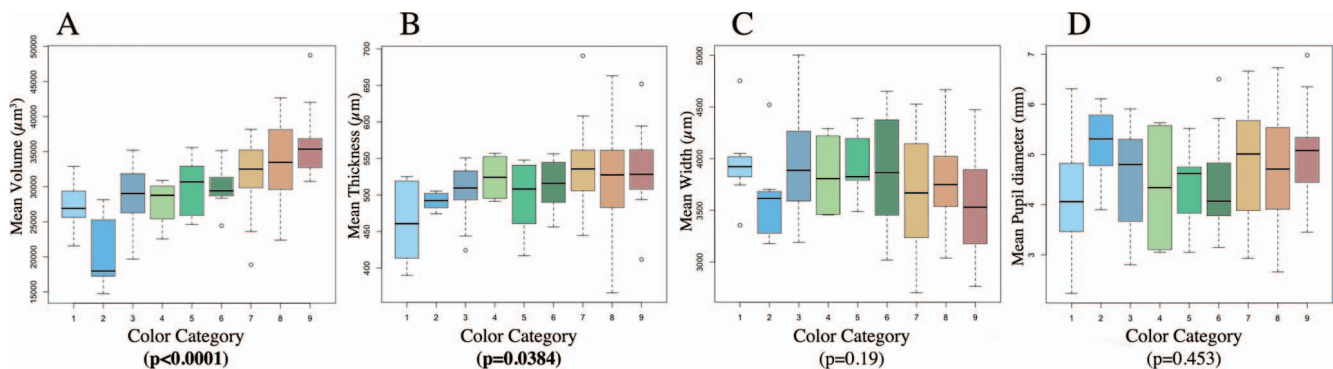 A
B
C
D
Mean Volume (µm³)
50000
45000
40000
35000
30000
25000
20000
15000
1 2 3 4 5 6 7 8 9
Color Category
(p<0.0001)
Mean Thickness (µm)
700
650
600
550
500
450
400
1 2 3 4 5 6 7 8 9
Color Category
(p=0.0384)
Mean Width (µm)
5000
4500
4000
3500
3000
1 2 3 4 5 6 7 8 9
Color Category
(p=0.19)
Mean Pupil diameter (mm)
7
6
5
4
3
1 2 3 4 5 6 7 8 9
Color Category
(p=0.453)